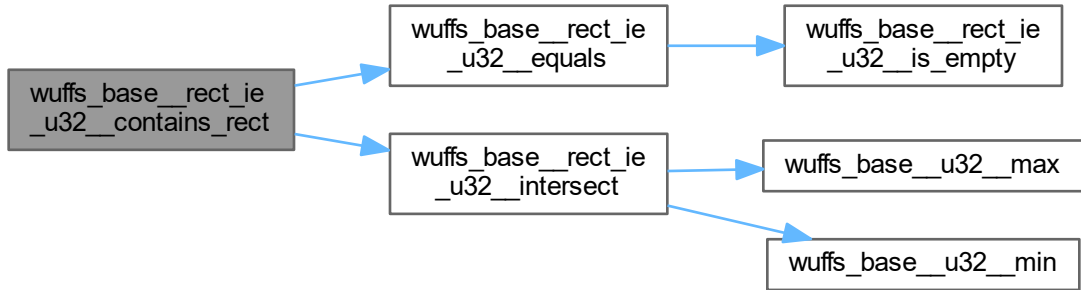 wuffs_base__rect_ie
_u32__contains_rect
wuffs_base__rect_ie
_u32__equals
wuffs_base__rect_ie
_u32__is_empty
wuffs_base__rect_ie
_u32__intersect
wuffs_base__u32__max
wuffs_base__u32__min